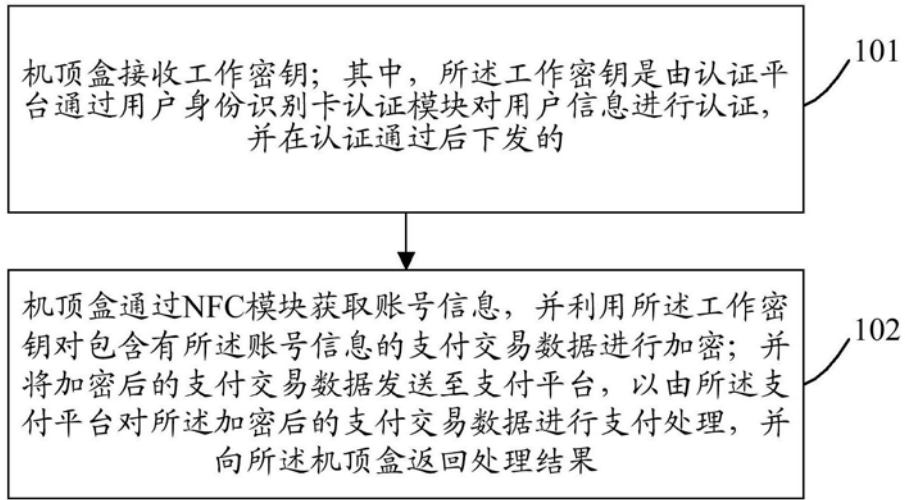 机顶盒接收工作密钥；其中，所述工作密钥是由认证平
台通过用户身份识别卡认证模块对用户信息进行认证，
并在认证通过后下发的
101
机顶盒通过NFC模块获取账号信息，并利用所述工作密
钥对包含有所述账号信息的支付交易数据进行加密；并
将加密后的支付交易数据发送至支付平台，以由所述支
付平台对所述加密后的支付交易数据进行支付处理，并
向所述机顶盒返回处理结果
102